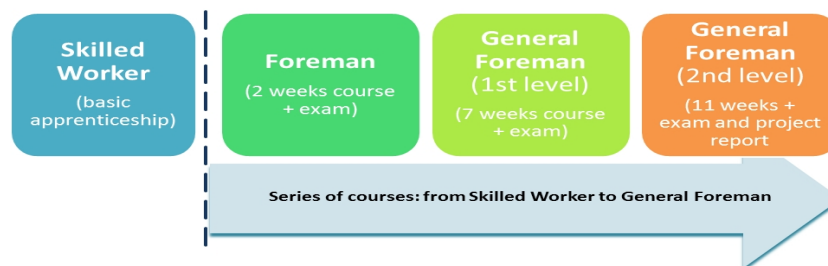 Skilled
Worker
(basic
apprenticeship)
Foreman
(2 weeks course
+ exam)
General
Foreman
(1st level)
(7 weeks course
+ exam)
General
Foreman
(2nd level)
(11 weeks +
exam and project
report
Series of courses: from Skilled Worker to General Foreman